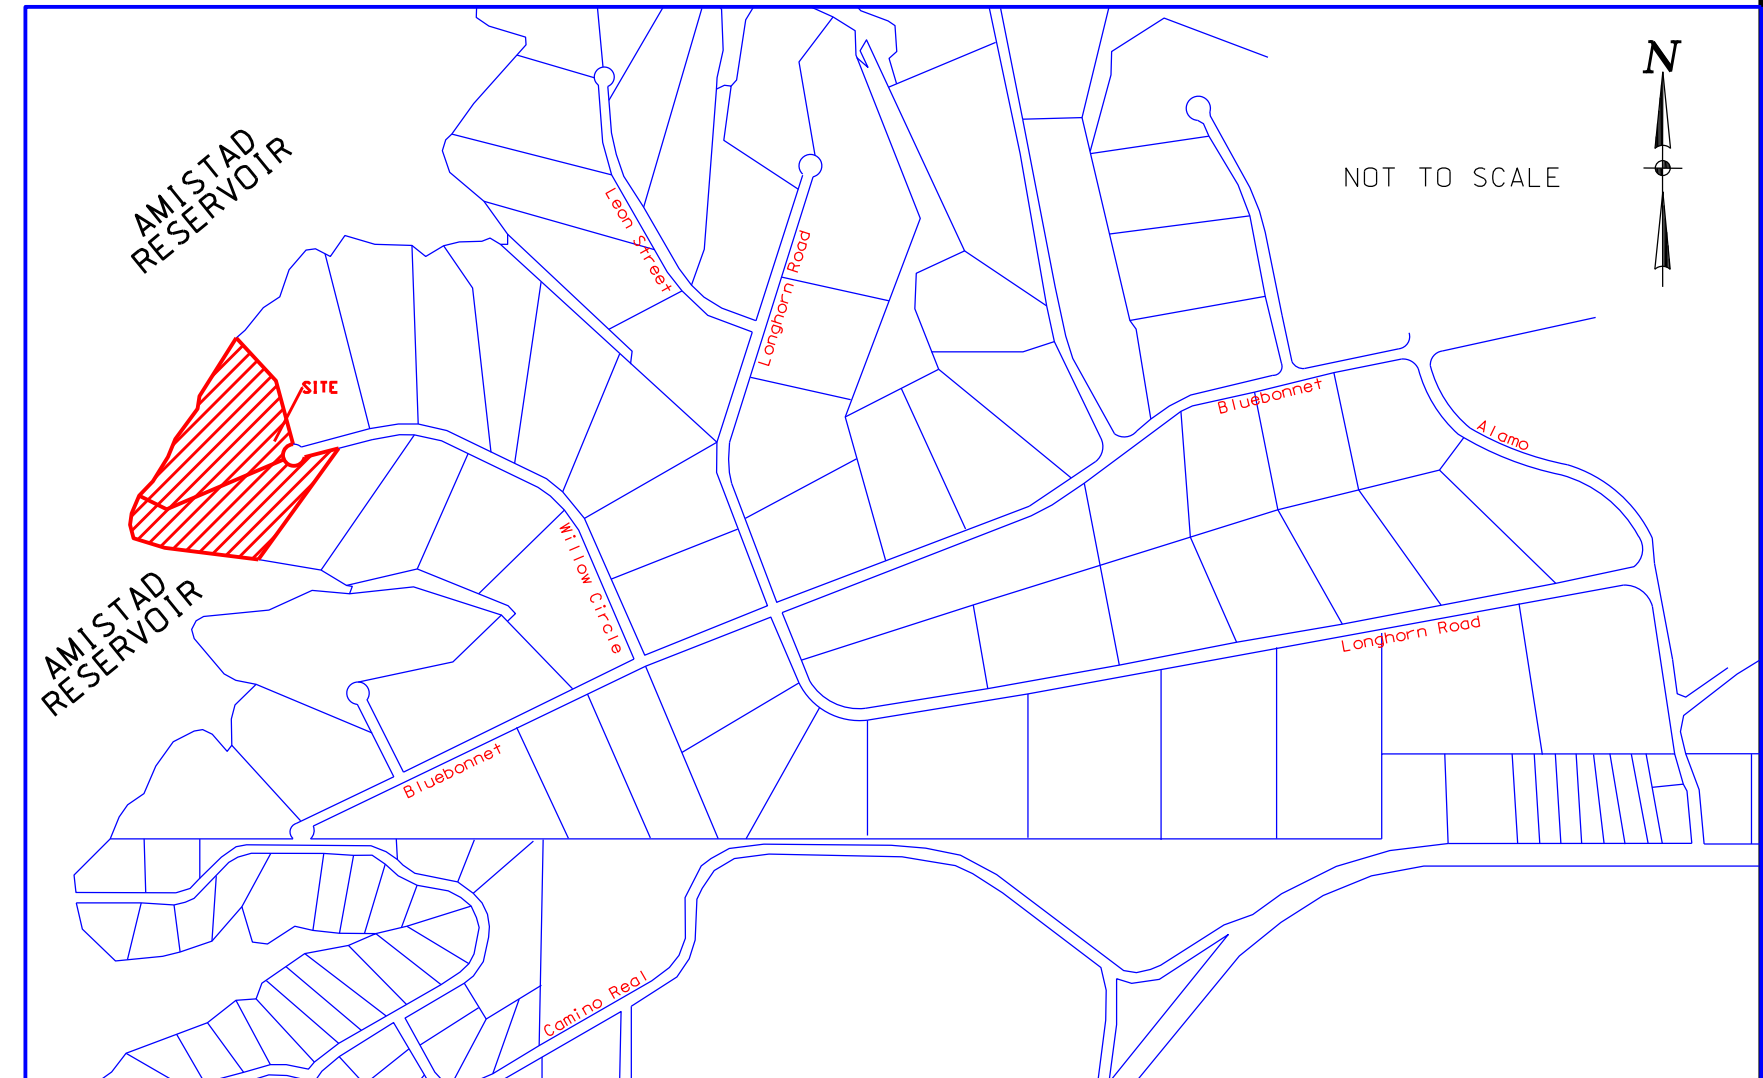 N
NOT TO SCALE
AMISTAD
RESERVOIR
Leon Street
Longhorn Road
SITE
Bluebonnet
Alamo
Willow Circle
AMISTAD
RESERVOIR
Longhorn Road
Bluebonnet
Camino Real